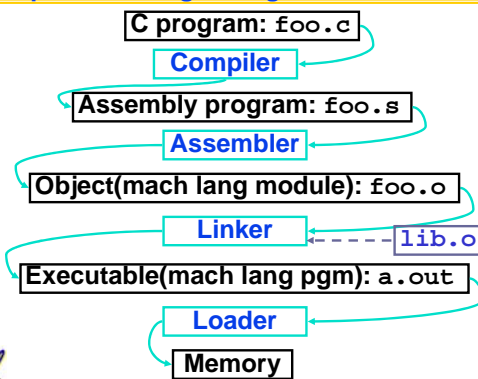 C program: foo.c
Compiler
Assembly program: foo.s
Assembler
Object(mach lang module): foo.o
Linker
lib.o
Executable(mach lang pgm): a.out
Loader
Memory